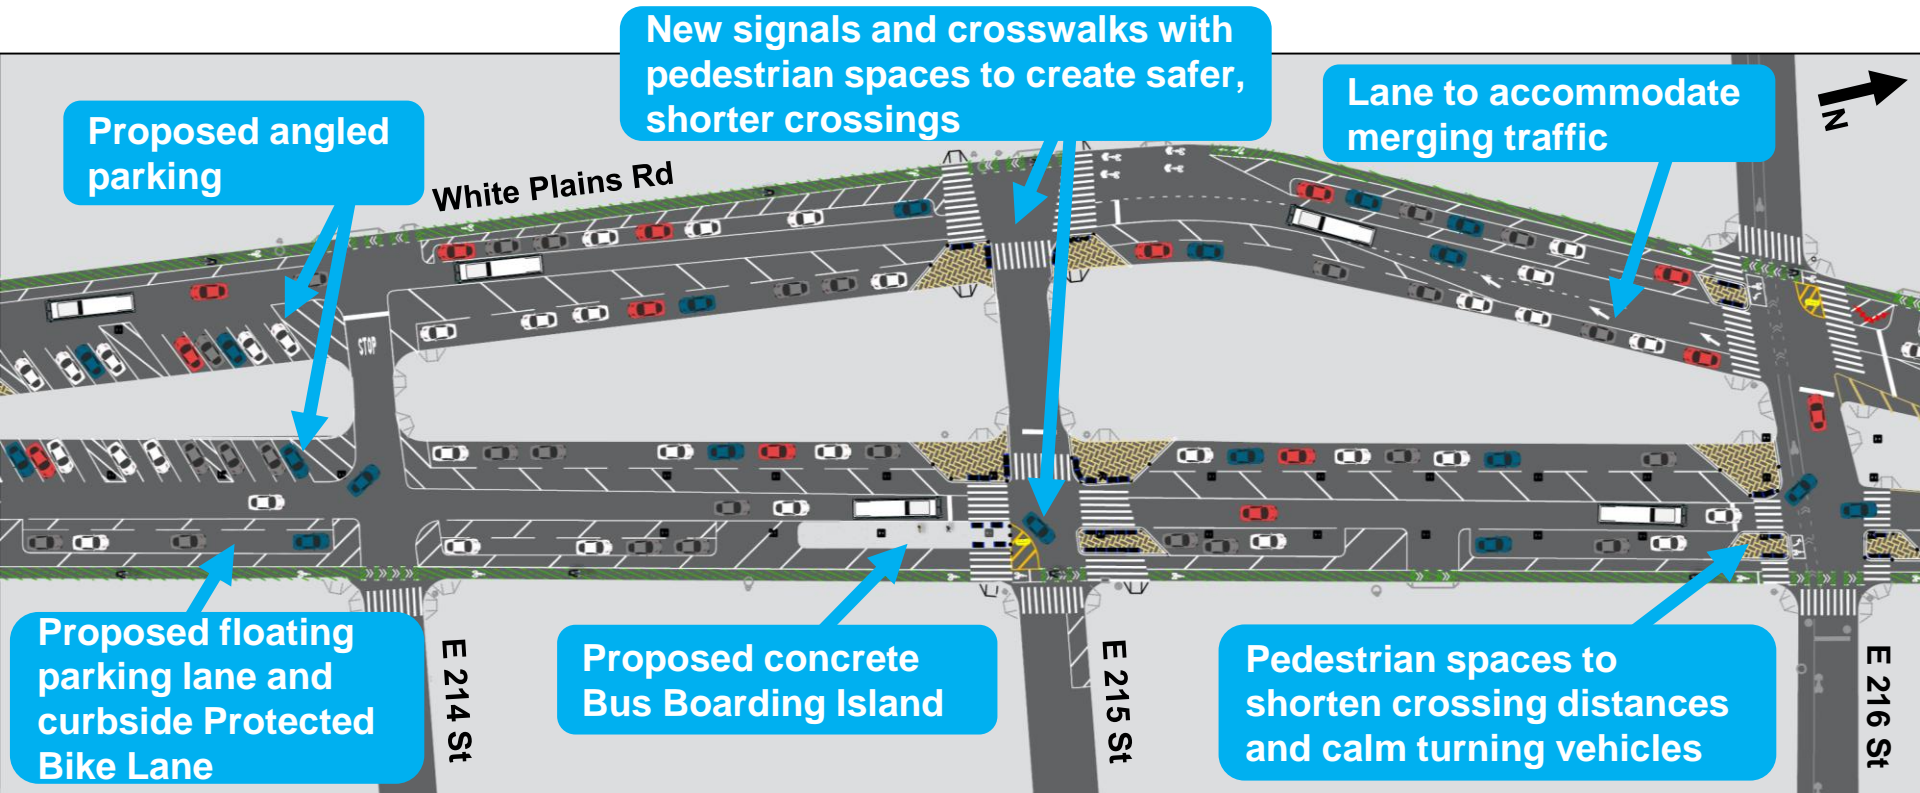 New signals and crosswalks with
pedestrian spaces to create safer,
shorter crossings
Lane to accommodate
merging traffic
N
Proposed angled
parking
White Plains Rd
STOP
Proposed floating
parking lane and
curbside Protected
Bike Lane
E 214 St
Proposed concrete
Bus Boarding Island
E 215 St
Pedestrian spaces to
shorten crossing distances
and calm turning vehicles
E 216 St